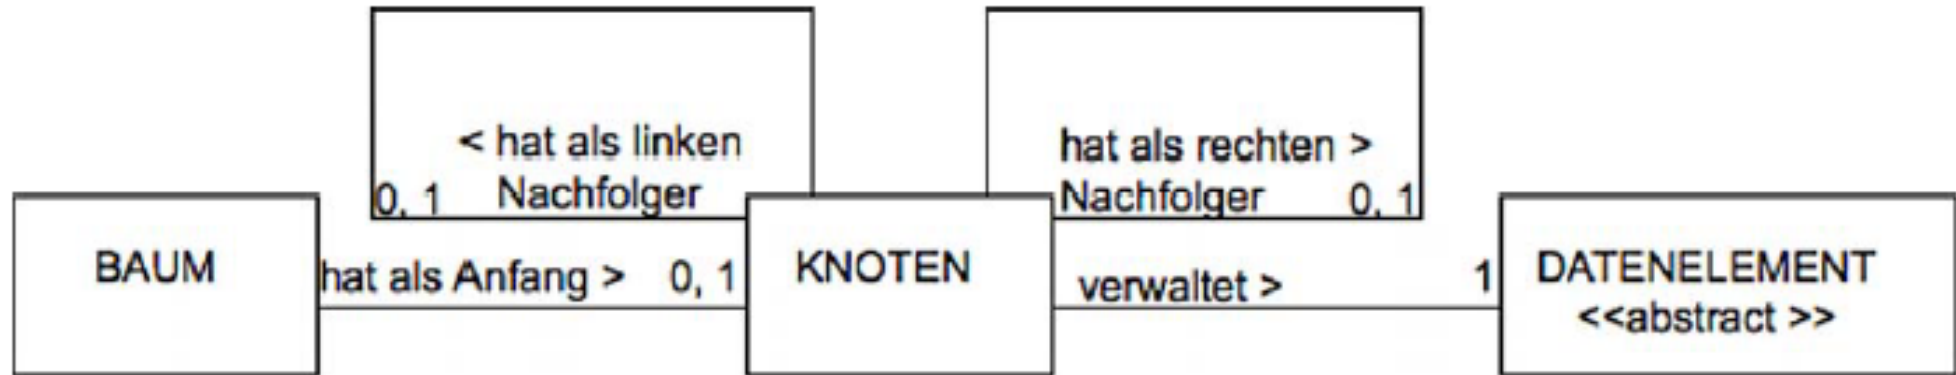 < hat als linken
Nachfolger
0, 1
hat als rechten >
Nachfolger
0, 1
BAUM
hat als Anfang >
0, 1
KNOTEN
verwaltet >
1
DATENELEMENT
<<abstract >>